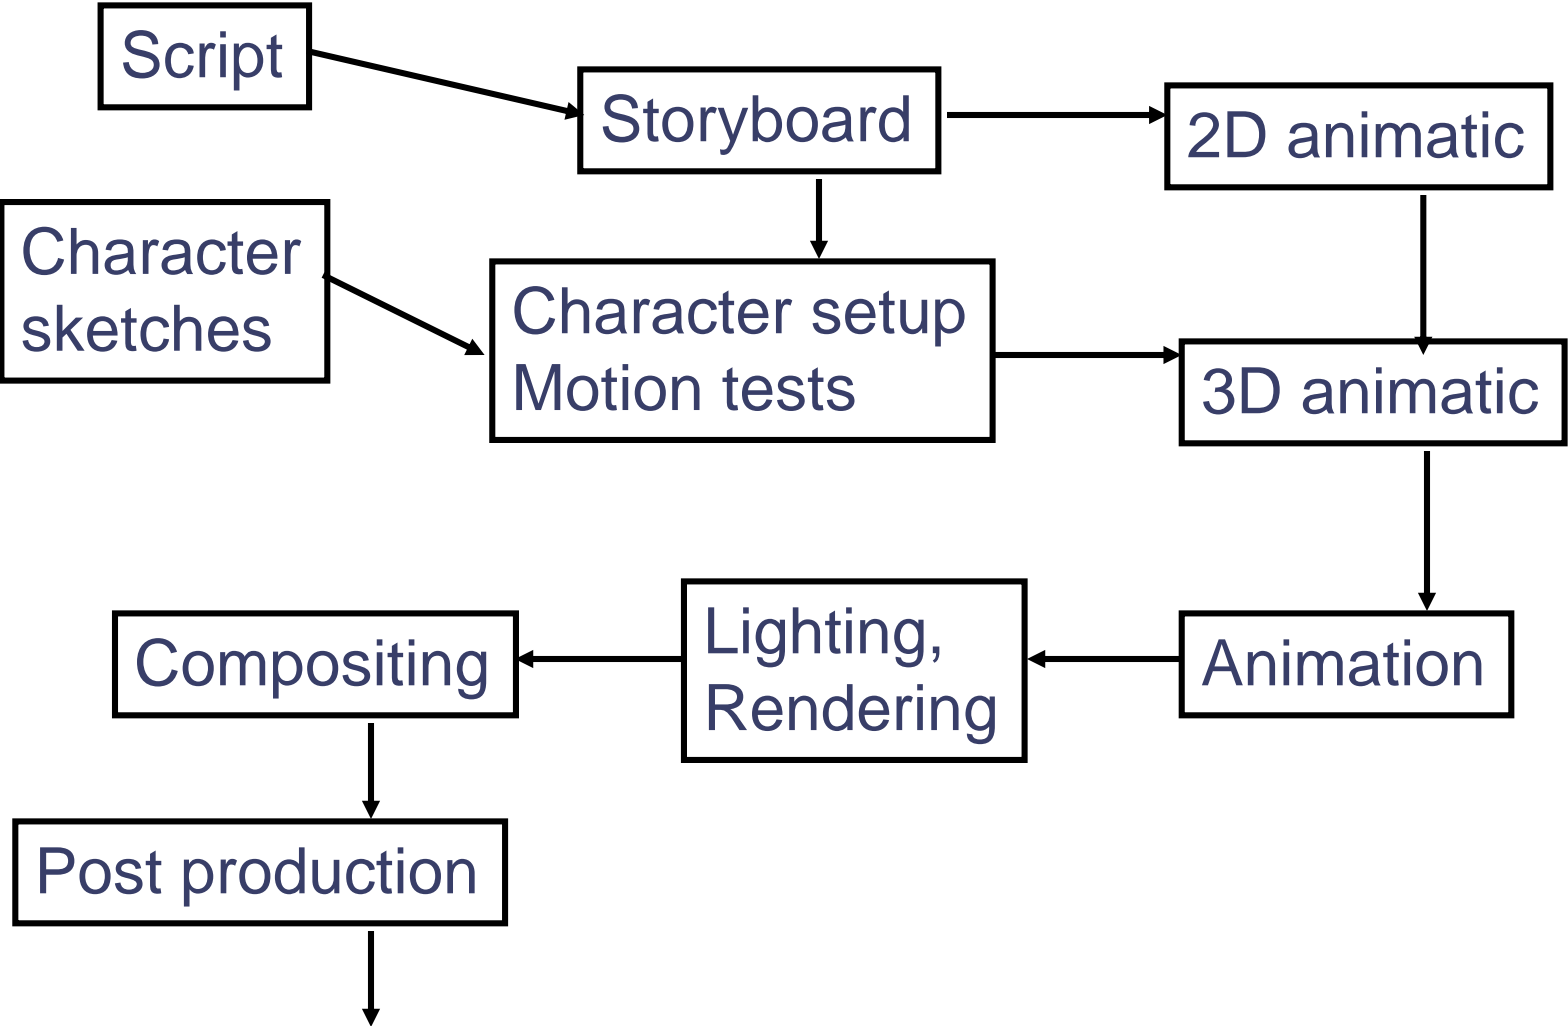 Script
Storyboard
2D animatic
Character
sketches
Character setup
Motion tests
3D animatic
Compositing
Lighting,
Rendering
Animation
Post production